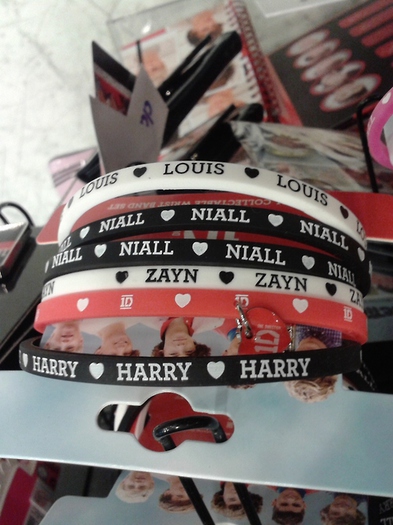 LOUIS LOUIS LOUIS
COLLECTABLE WRIST BAND SET
NIALL NIALL NIALL
NIALL NIALL NIALL
ZAYN ZAYN
1D 1D
1D
HARRY HARRY HARRY